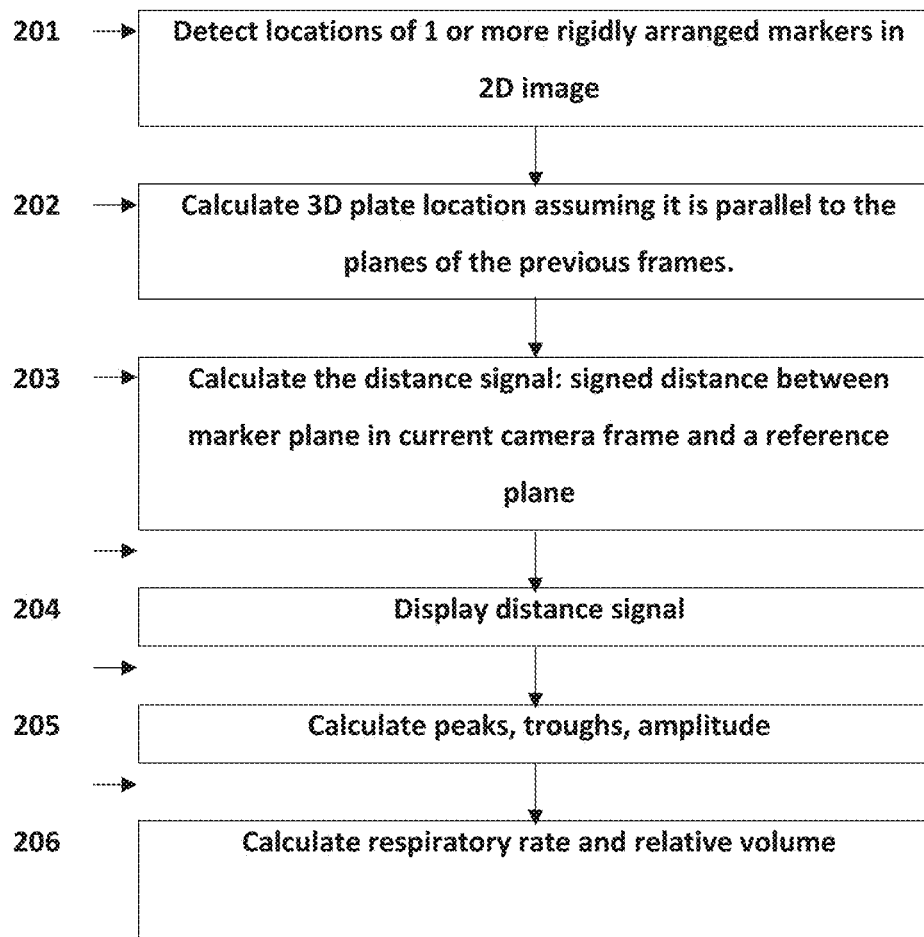 201
Detect locations of 1 or more rigidly arranged markers in
2D image
202
Calculate 3D plate location assuming it is parallel to the
planes of the previous frames.
203
Calculate the distance signal: signed distance between
marker plane in current camera frame and a reference
plane
204
Display distance signal
205
Calculate peaks, troughs, amplitude
206
Calculate respiratory rate and relative volume